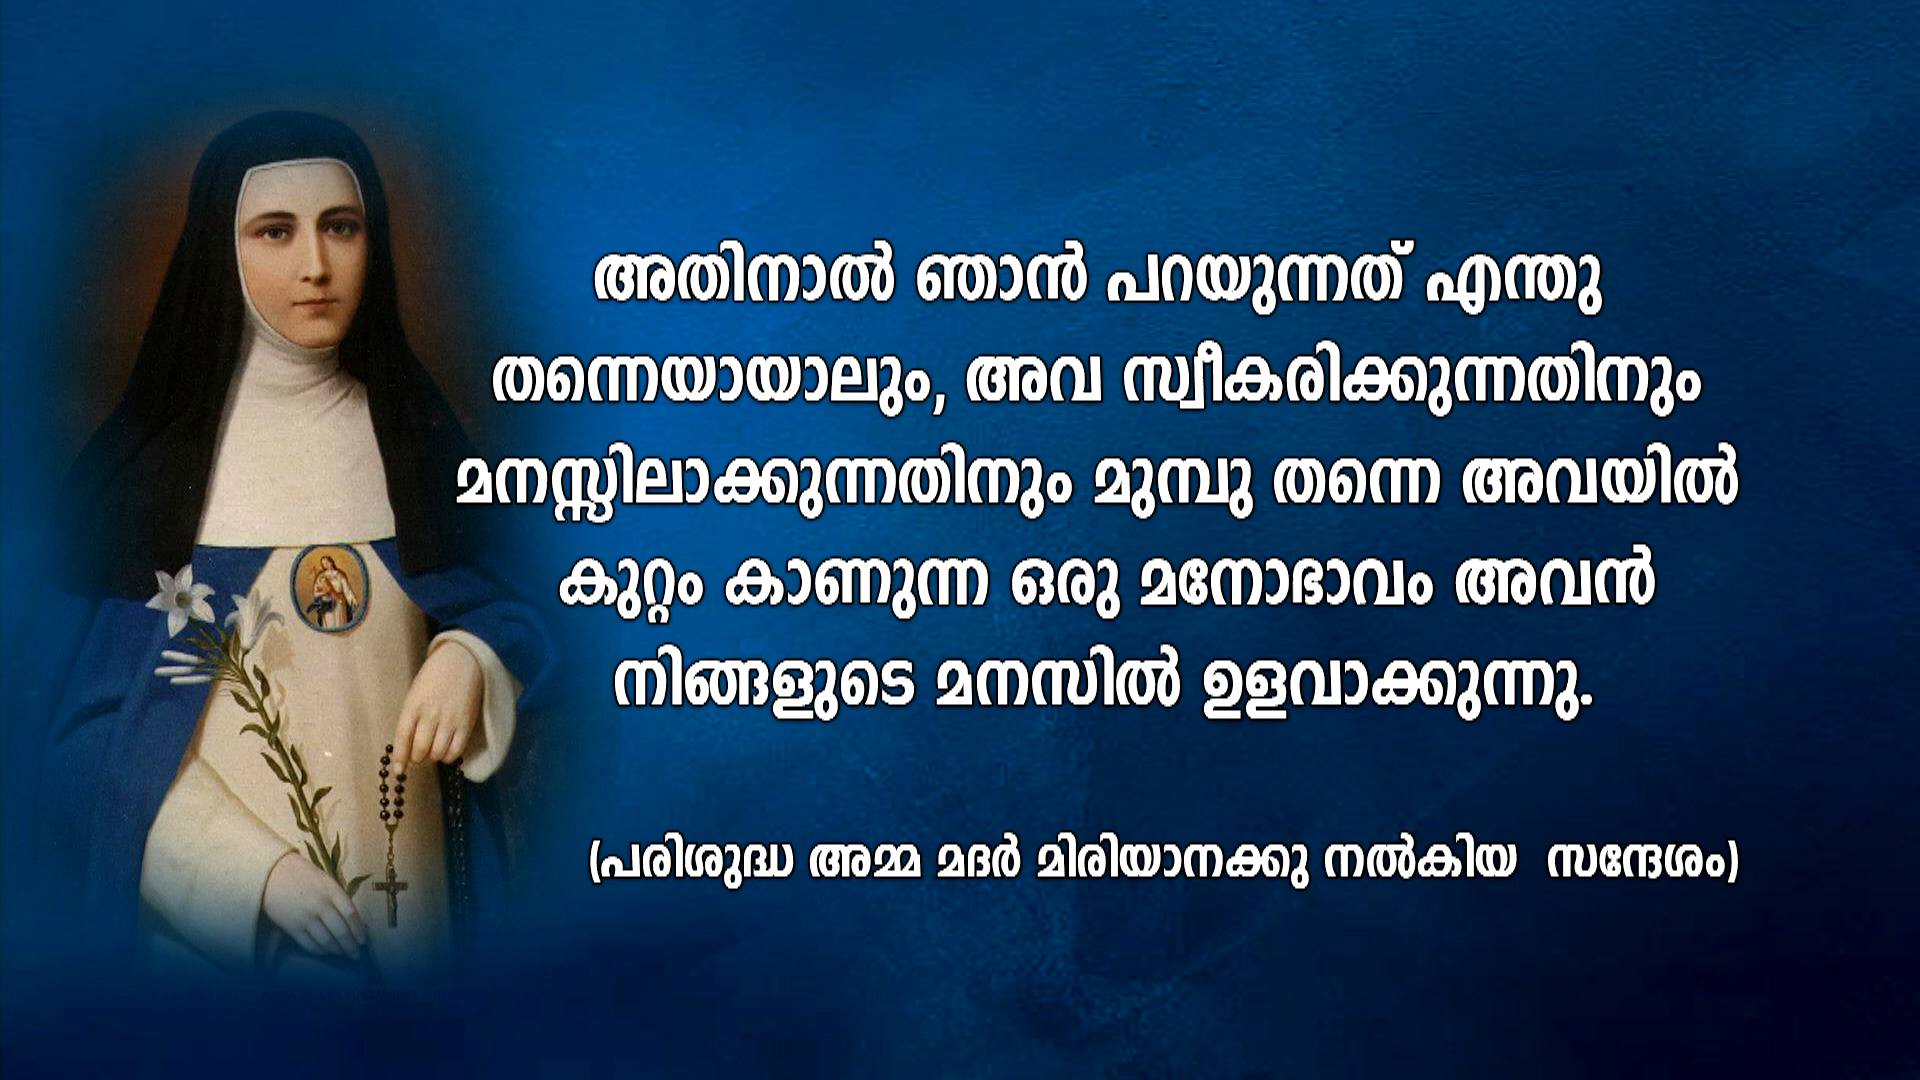 അതിനാൽ ഞാൻ പറയുന്നത് എന്തു
തന്നെയായാലും, അവ സ്വീകരിക്കുന്നതിനും
മനസ്സിലാക്കുന്നതിനും മുമ്പു തന്നെ അവയിൽ
കുറ്റം കാണുന്ന ഒരു മനോഭാവം അവൻ
നിങ്ങളുടെ മനസിൽ ഉളവാക്കുന്നു.
(പരിശുദ്ധ അമ്മ മദർ മിരിയാനക്കു നൽകിയ സന്ദേശം)